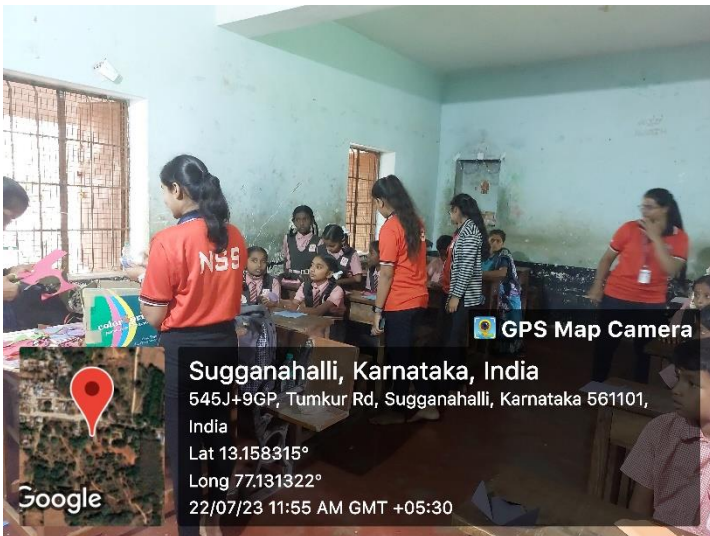 NSS
GPS Map Camera
Sugganahalli, Karnataka, India
545J+9GP, Tumkur Rd, Sugganahalli, Karnataka 561101,
India
Lat 13.158315°
Long 77.131322°
22/07/23 11:55 AM GMT +05:30
Google